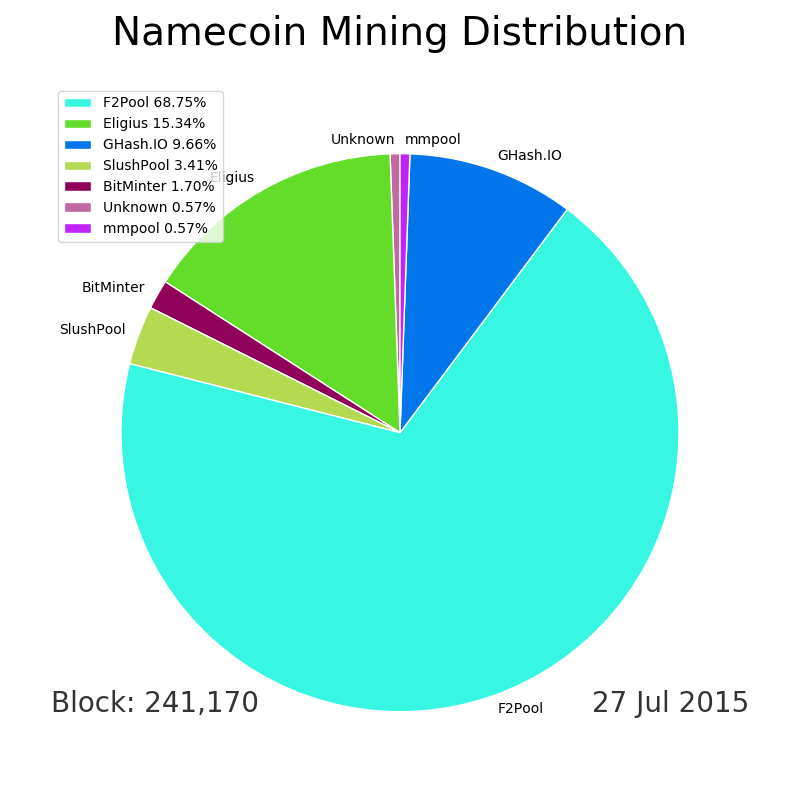 Namecoin Mining Distribution
F2Pool 68.75%
Eligius 15.34%
GHash.IO 9.66%
SlushPool 3.41%
BitMinter 1.70%
Unknown 0.57%
mmpool 0.57%
Unknown
mmpool
GHash.IO
Eligius
BitMinter
SlushPool
F2Pool
Block: 241,170
27 Jul 2015